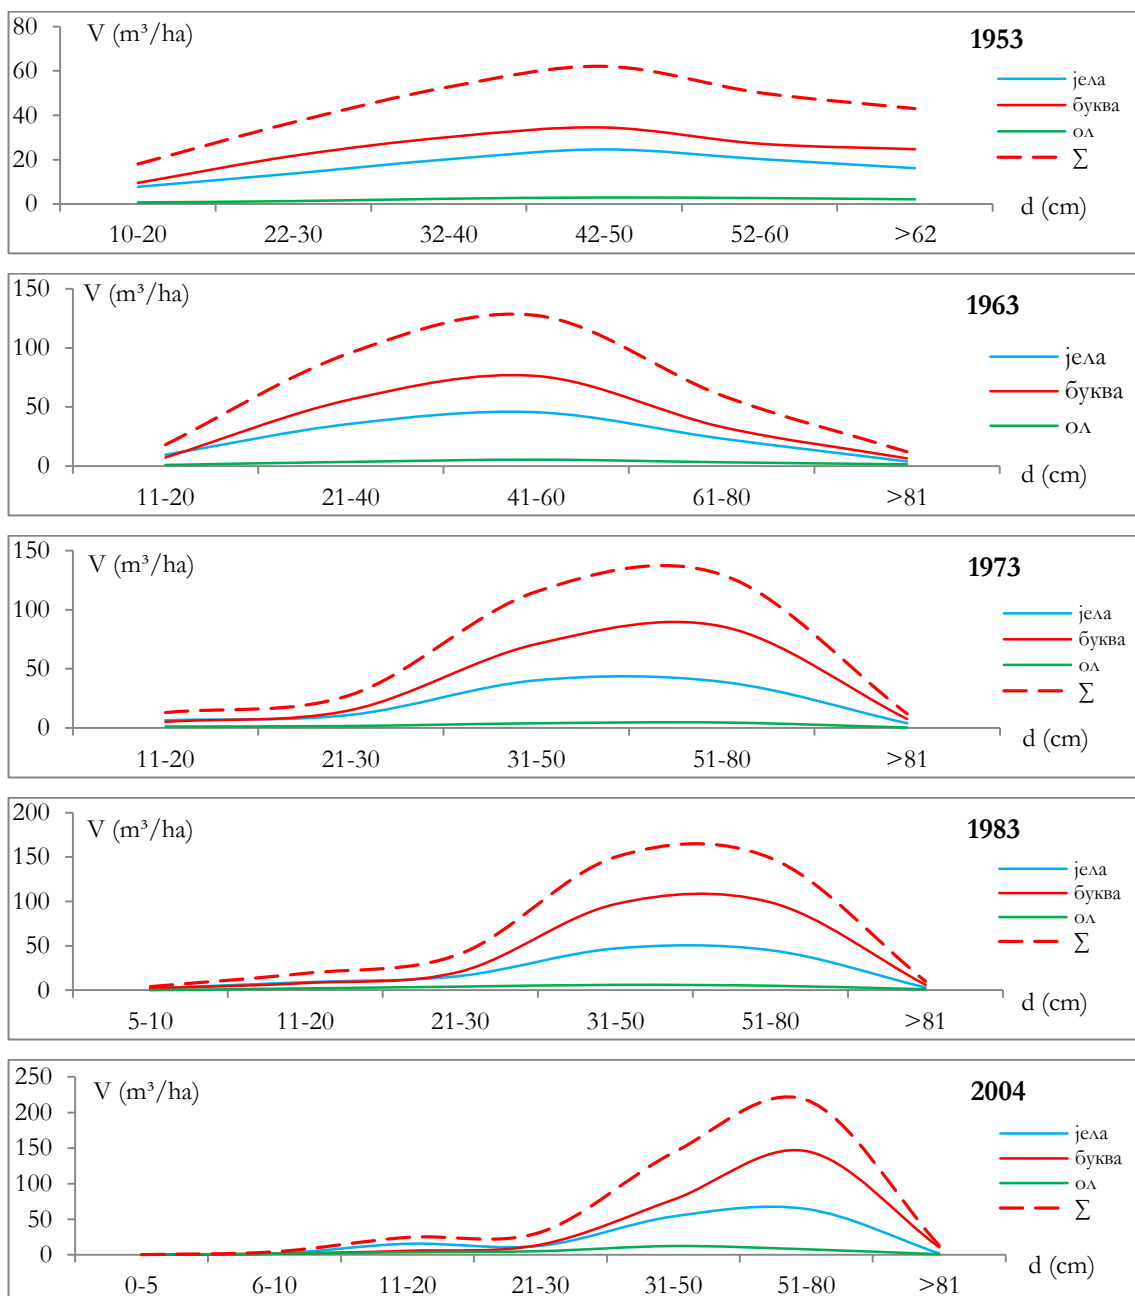 80
V (m³/ha)
1953
60
јела
40
буква
ол
20
Σ
0
d (cm)
10-20 22-30 32-40 42-50 52-60 >62
150
V (m³/ha)
1963
100
јела
буква
50
ол
0
d (cm)
11-20 21-40 41-60 61-80 >81
150
V (m³/ha)
1973
100
јела
буква
50
ол
Σ
0
d (cm)
11-20 21-30 31-50 51-80 >81
200
V (m³/ha)
1983
150
јела
100
буква
ол
50
Σ
0
d (cm)
5-10 11-20 21-30 31-50 51-80 >81
250
V (m³/ha)
2004
200
јела
150
буква
100
ол
50
Σ
0
d (cm)
0-5 6-10 11-20 21-30 31-50 51-80 >81